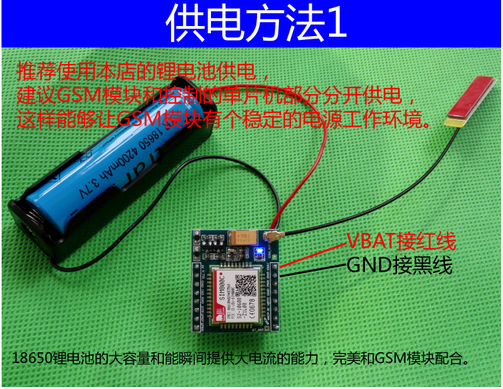 供电方法1
推荐使用本店的锂电池供电，
建议GSM模块和控制的单片机部分分开供电，
这样能够让GSM模块有个稳定的电源工作环境。
18650 4200mAh 3.7V
SIM800L
VBAT接红线
GND接黑线
18650锂电池的大容量和能瞬间提供大电流的能力，完美和GSM模块配合。